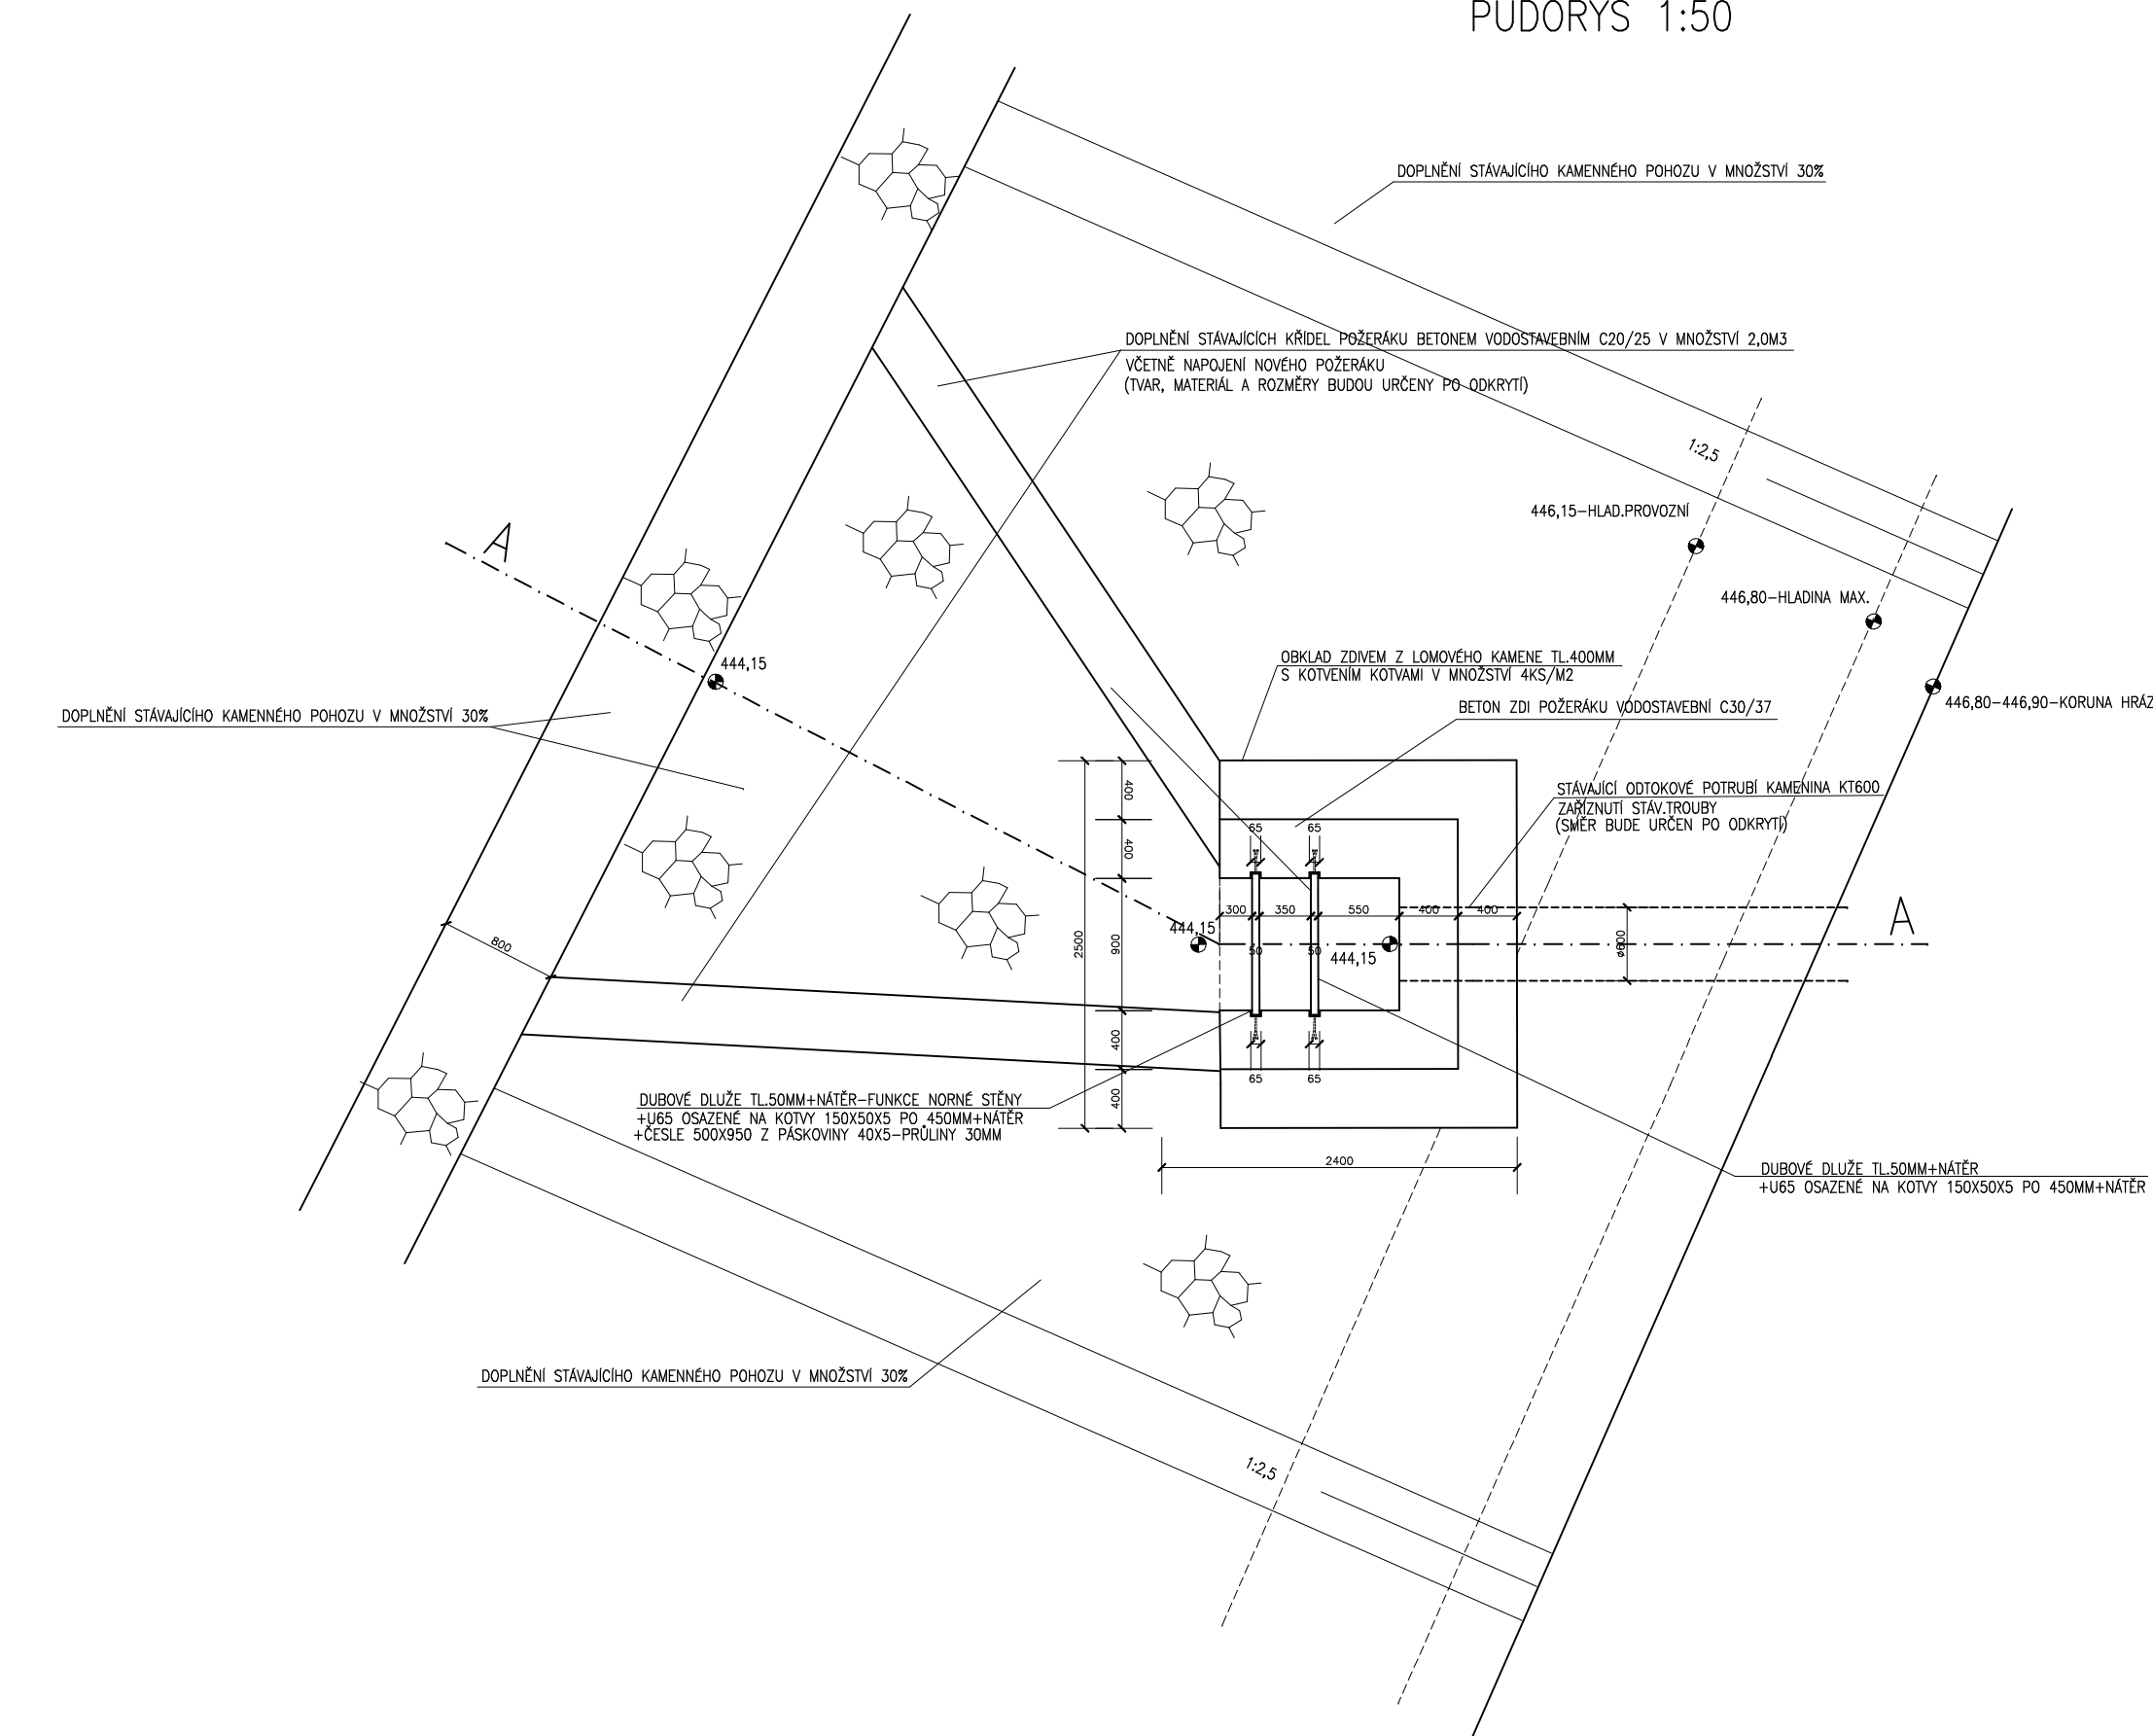 PŮDORYS 1:50
DOPLNĚNÍ STÁVAJÍCÍHO KAMENNÉHO POHOZU V MNOŽSTVÍ 30%
DOPLNĚNÍ STÁVAJÍCÍCH KŘÍDEL POŽERÁKU BETONEM VODOSTAVEBNÍM C20/25 V MNOŽSTVÍ 2,0M3
VČETNĚ NAPOJENÍ NOVÉHO POŽERÁKU
(TVAR, MATERIÁL A ROZMĚRY BUDOU URČENY PO ODKRYTÍ)
1:2,5
446,15-HLAD.PROVOZNÍ
A
446,80-HLADINA MAX.
444,15
OBKLAD ZDIVEM Z LOMOVÉHO KAMENE TL.400MM
S KOTVENÍM KOTVAMI V MNOŽSTVÍ 4KS/M2
446,80-446,90-KORUNA HRÁZ
BETON ZDI POŽERÁKU VODOSTAVEBNÍ C30/37
DOPLNĚNÍ STÁVAJÍCÍHO KAMENNÉHO POHOZU V MNOŽSTVÍ 30%
STÁVAJÍCÍ ODTOKOVÉ POTRUBÍ KAMENINA KT600
ZAŘÍZNUTÍ STÁV.TROUBY
(SMĚR BUDE URČEN PO ODKRYTÍ)
400
65
65
400
300
350
550
400
400
A
444,15
800
2500
900
50
50
444,15
ø600
400
65
65
400
DUBOVÉ DLUŽE TL.50MM+NÁTĚR-FUNKCE NORNÉ STĚNY
+U65 OSAZENÉ NA KOTVY 150X50X5 PO 450MM+NÁTĚR
+ČESLE 500X950 Z PÁSKOVINY 40X5-PRŮLINY 30MM
2400
DUBOVÉ DLUŽE TL.50MM+NÁTĚR
+U65 OSAZENÉ NA KOTVY 150X50X5 PO 450MM+NÁTĚR
DOPLNĚNÍ STÁVAJÍCÍHO KAMENNÉHO POHOZU V MNOŽSTVÍ 30%
1:2,5